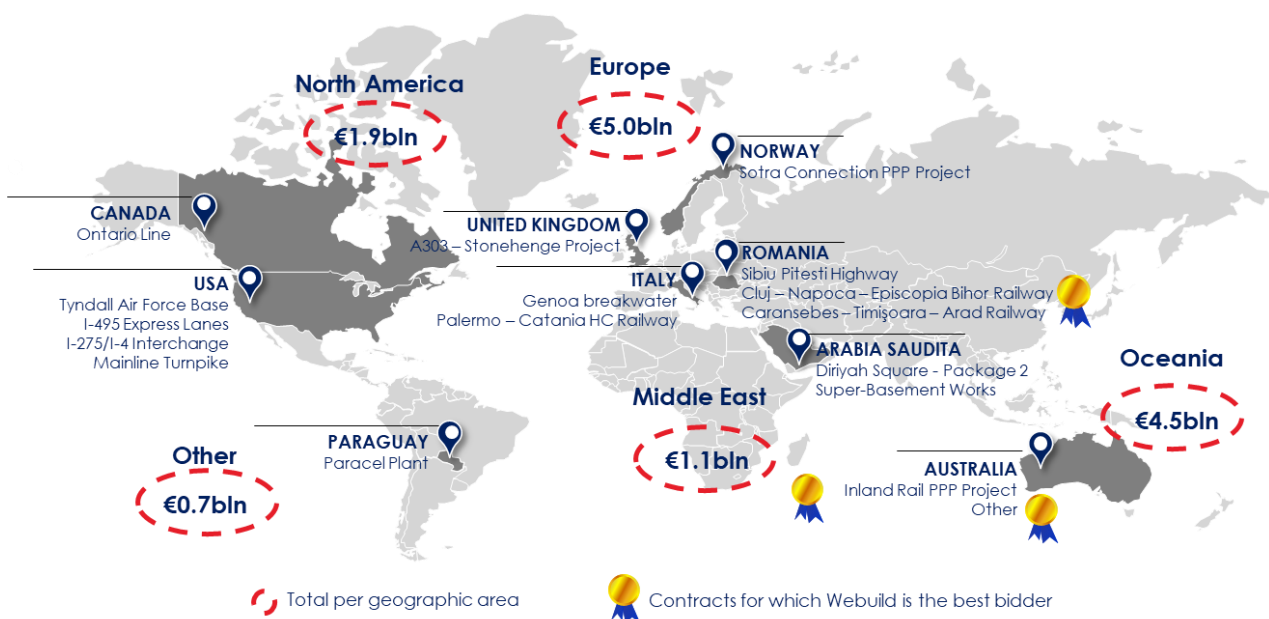 North America
€1.9bln
Europe
€5.0bln
NORWAY
Sotra Connection PPP Project
CANADA
Ontario Line
UNITED KINGDOM
A303 – Stonehenge Project
ROMANIA
Sibiu Pitesti Highway
Cluj – Napoca – Episcopia Bihor Railway
Caransebes – Timişoara – Arad Railway
USA
Tyndall Air Force Base
I-495 Express Lanes
I-275/I-4 Interchange
Mainline Turnpike
ITALY
Genoa breakwater
Palermo – Catania HC Railway
ARABIA SAUDITA
Diriyah Square - Package 2
Super-Basement Works
Oceania
€4.5bln
Middle East
€1.1bln
PARAGUAY
Paracel Plant
Other
€0.7bln
AUSTRALIA
Inland Rail PPP Project
Other
Total per geographic area
Contracts for which Webuild is the best bidder